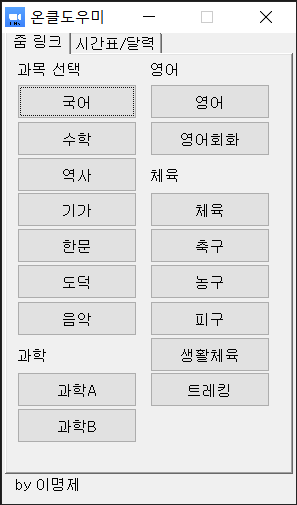 온클도우미
줌 링크 시간표/달력
과목 선택
국어
수학
역사
기가
한문
도덕
음악
과학
과학A
과학B
영어
영어
영어회화
체육
체육
축구
농구
피구
생활체육
트레킹
by 이명제